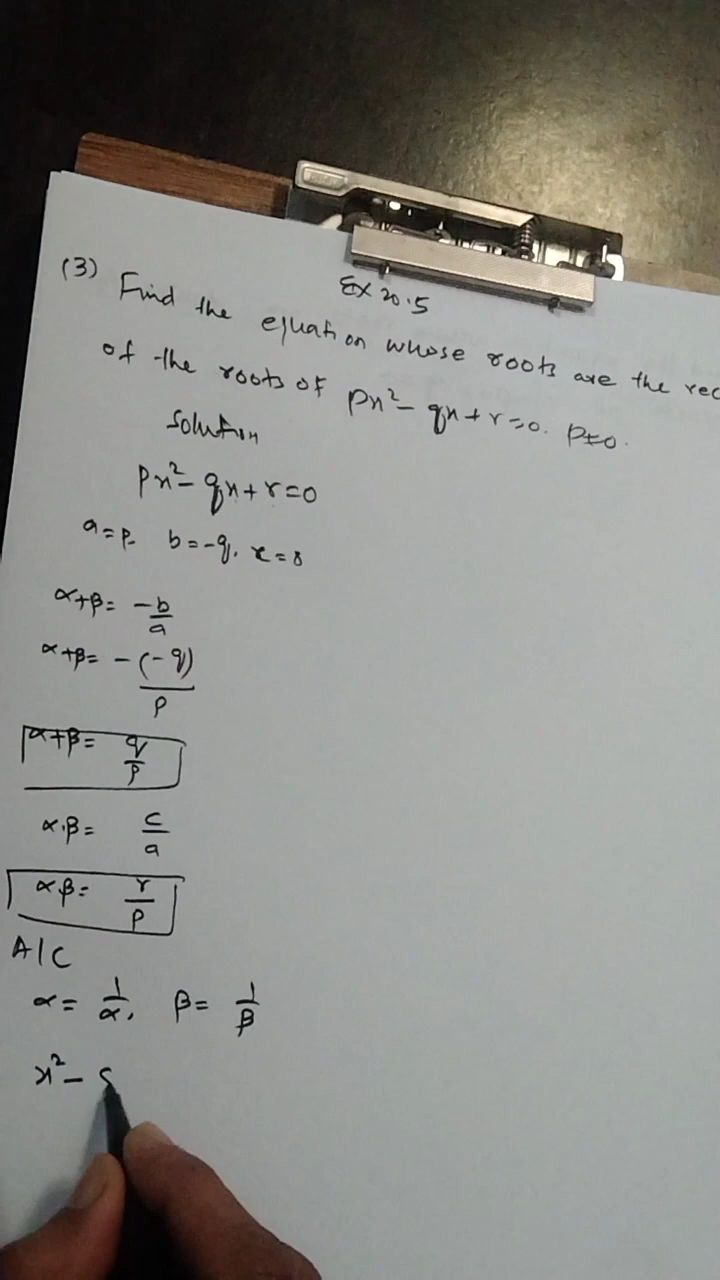 Ex 20.5
(3) Find the equation whose roots are the rec
of the roots of px² - qx + r = 0. p≠0.
Solution
px² - qx + r = 0
a = p. b = -q.
α+β = -b/a
α+β = -(-q)/p
α+β = q/p
α.β = c/a
αβ = r/p
A/C
α = 1/α, β = 1/β
x² - S